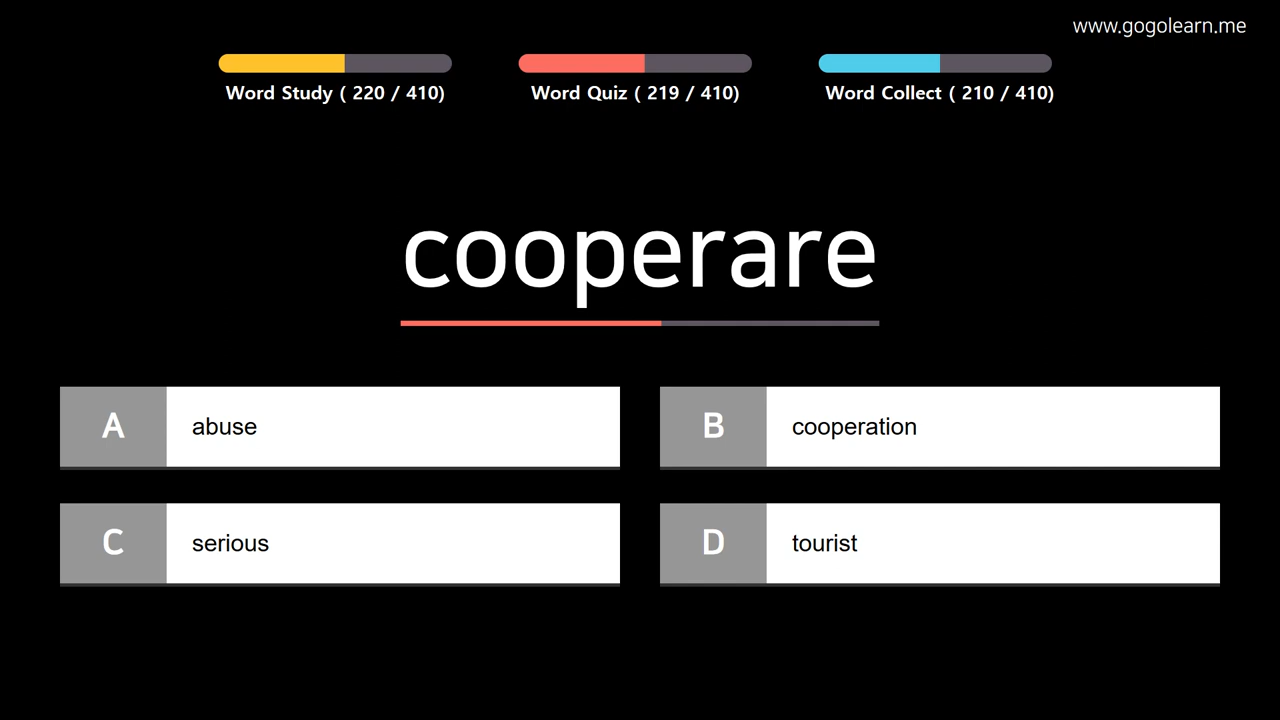 www.gogolearn.me
Word Study ( 220 / 410)
Word Quiz ( 219 / 410)
Word Collect ( 210 / 410)
cooperare
A abuse
B cooperation
C serious
D tourist